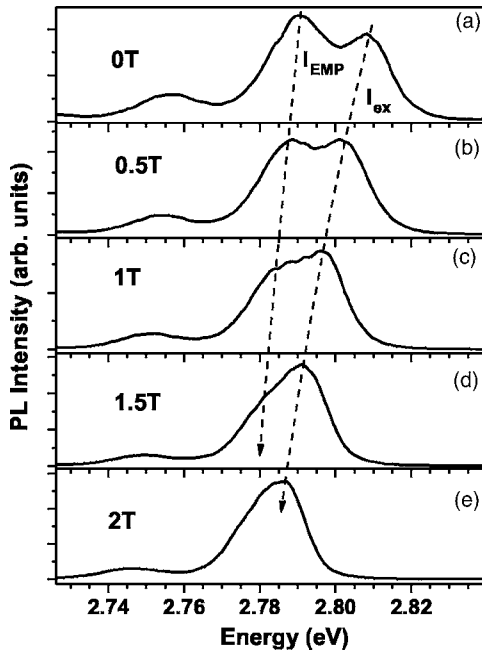 (a)
0T
I_EMP
I_ex
(b)
0.5T
(c)
1T
(d)
1.5T
(e)
2T
PL Intensity (arb. units)
2.74 2.76 2.78 2.80 2.82
Energy (eV)